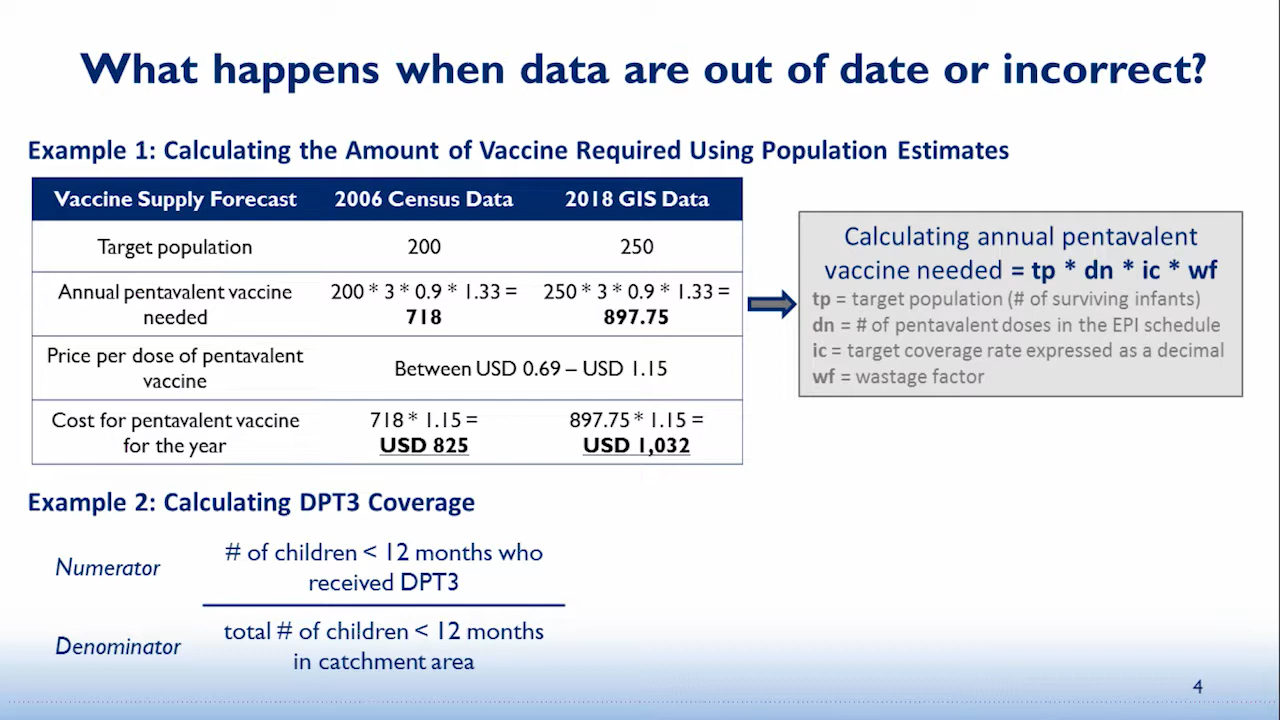 What happens when data are out of date or incorrect?
Example 1: Calculating the Amount of Vaccine Required Using Population Estimates
Vaccine Supply Forecast 2006 Census Data 2018 GIS Data
Target population 200 250
Annual pentavalent vaccine needed 200 * 3 * 0.9 * 1.33 = 718 250 * 3 * 0.9 * 1.33 = 897.75
Price per dose of pentavalent vaccine Between USD 0.69 – USD 1.15
Cost for pentavalent vaccine for the year 718 * 1.15 = USD 825 897.75 * 1.15 = USD 1,032
Calculating annual pentavalent
vaccine needed = tp * dn * ic * wf
tp = target population (# of surviving infants)
dn = # of pentavalent doses in the EPI schedule
ic = target coverage rate expressed as a decimal
wf = wastage factor
Example 2: Calculating DPT3 Coverage
Numerator
# of children < 12 months who
received DPT3
Denominator
total # of children < 12 months
in catchment area
4